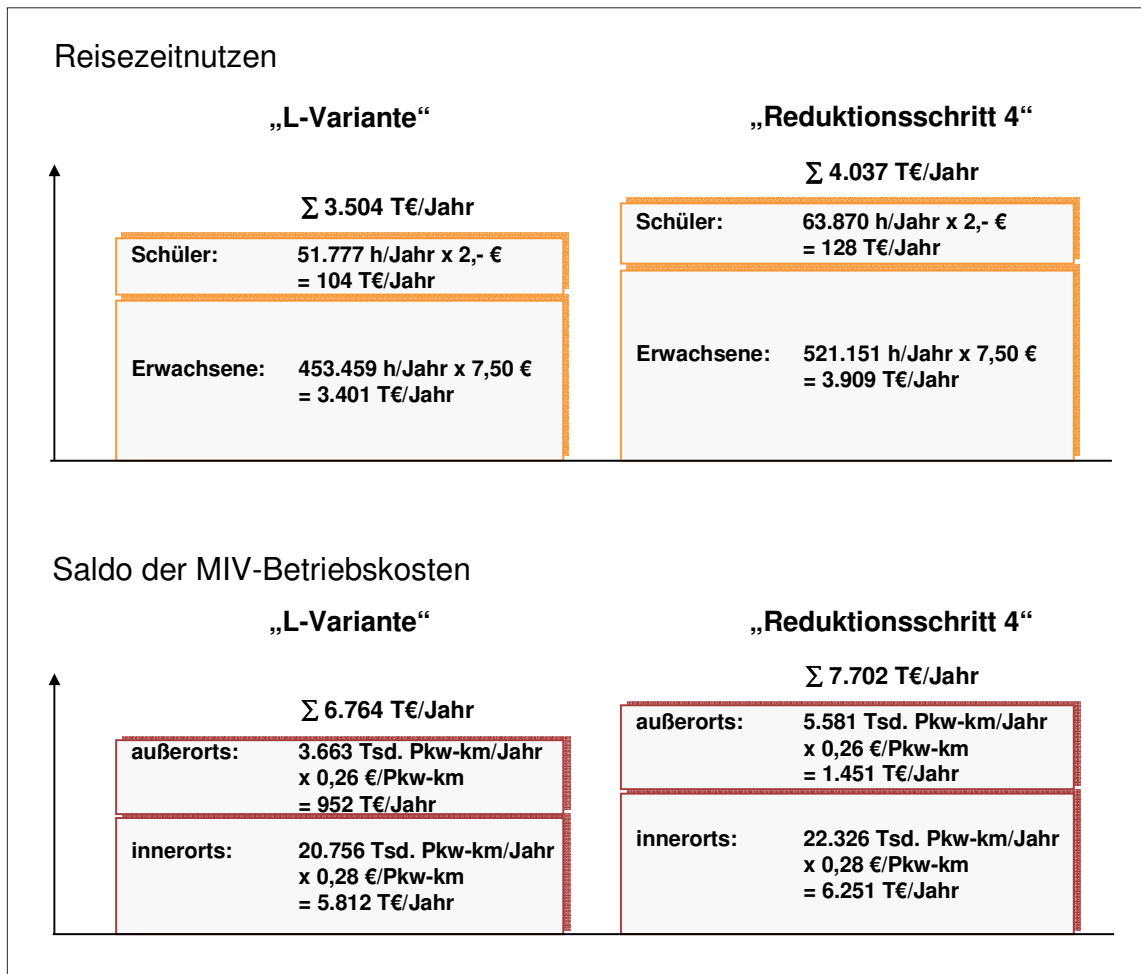 Reisezeitnutzen
„L-Variante“
„Reduktionsschritt 4“
∑ 3.504 T€/Jahr
∑ 4.037 T€/Jahr
Schüler: 51.777 h/Jahr x 2,- €
= 104 T€/Jahr
Schüler: 63.870 h/Jahr x 2,- €
= 128 T€/Jahr
Erwachsene: 453.459 h/Jahr x 7,50 €
= 3.401 T€/Jahr
Erwachsene: 521.151 h/Jahr x 7,50 €
= 3.909 T€/Jahr
Saldo der MIV-Betriebskosten
„L-Variante“
„Reduktionsschritt 4“
∑ 6.764 T€/Jahr
∑ 7.702 T€/Jahr
außerorts: 3.663 Tsd. Pkw-km/Jahr
x 0,26 €/Pkw-km
= 952 T€/Jahr
außerorts: 5.581 Tsd. Pkw-km/Jahr
x 0,26 €/Pkw-km
= 1.451 T€/Jahr
innerorts: 20.756 Tsd. Pkw-km/Jahr
x 0,28 €/Pkw-km
= 5.812 T€/Jahr
innerorts: 22.326 Tsd. Pkw-km/Jahr
x 0,28 €/Pkw-km
= 6.251 T€/Jahr